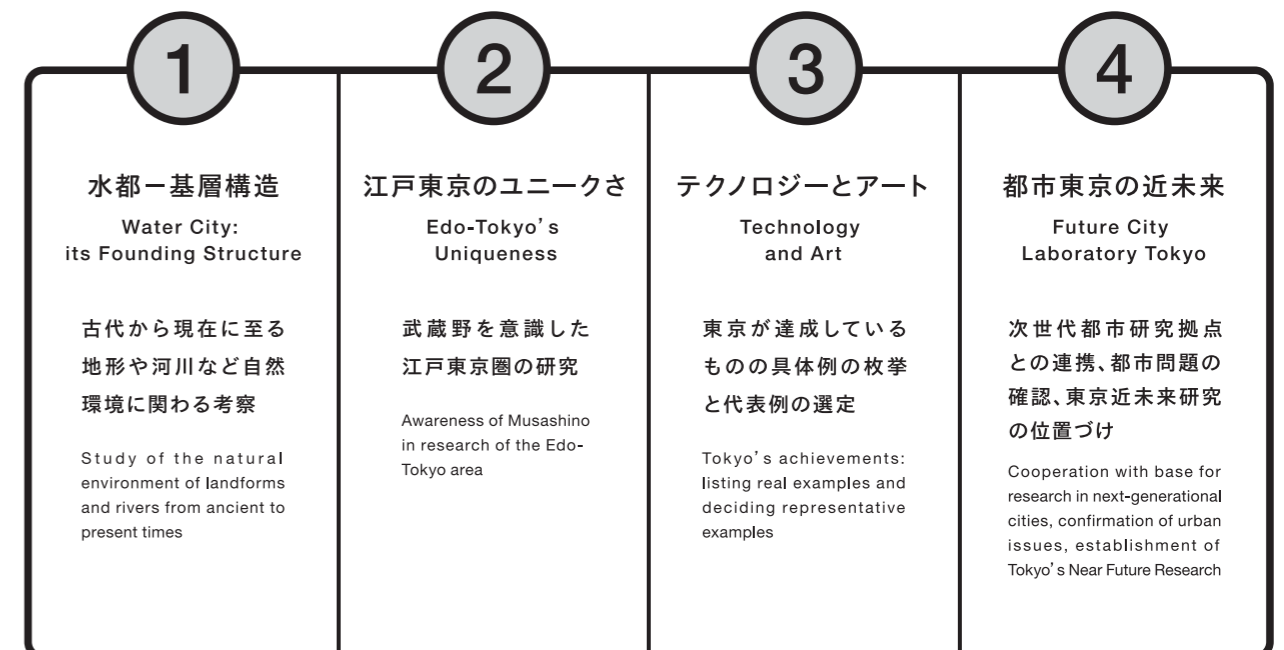 1
水都ー基層構造
Water City:
its Founding Structure
古代から現在に至る
地形や河川など自然
環境に関わる考察
Study of the natural
environment of landforms
and rivers from ancient to
present times
2
江戸東京のユニークさ
Edo-Tokyo’s
Uniqueness
武蔵野を意識した
江戸東京圏の研究
Awareness of Musashino
in research of the Edo-
Tokyo area
3
テクノロジーとアート
Technology
and Art
東京が達成している
ものの具体例の枚挙
と代表例の選定
Tokyo’s achievements:
listing real examples and
deciding representative
examples
4
都市東京の近未来
Future City
Laboratory Tokyo
次世代都市研究拠点
との連携、都市問題の
確認、東京近未来研究
の位置づけ
Cooperation with base for
research in next-generational
cities, confirmation of urban
issues, establishment of
Tokyo’s Near Future Research